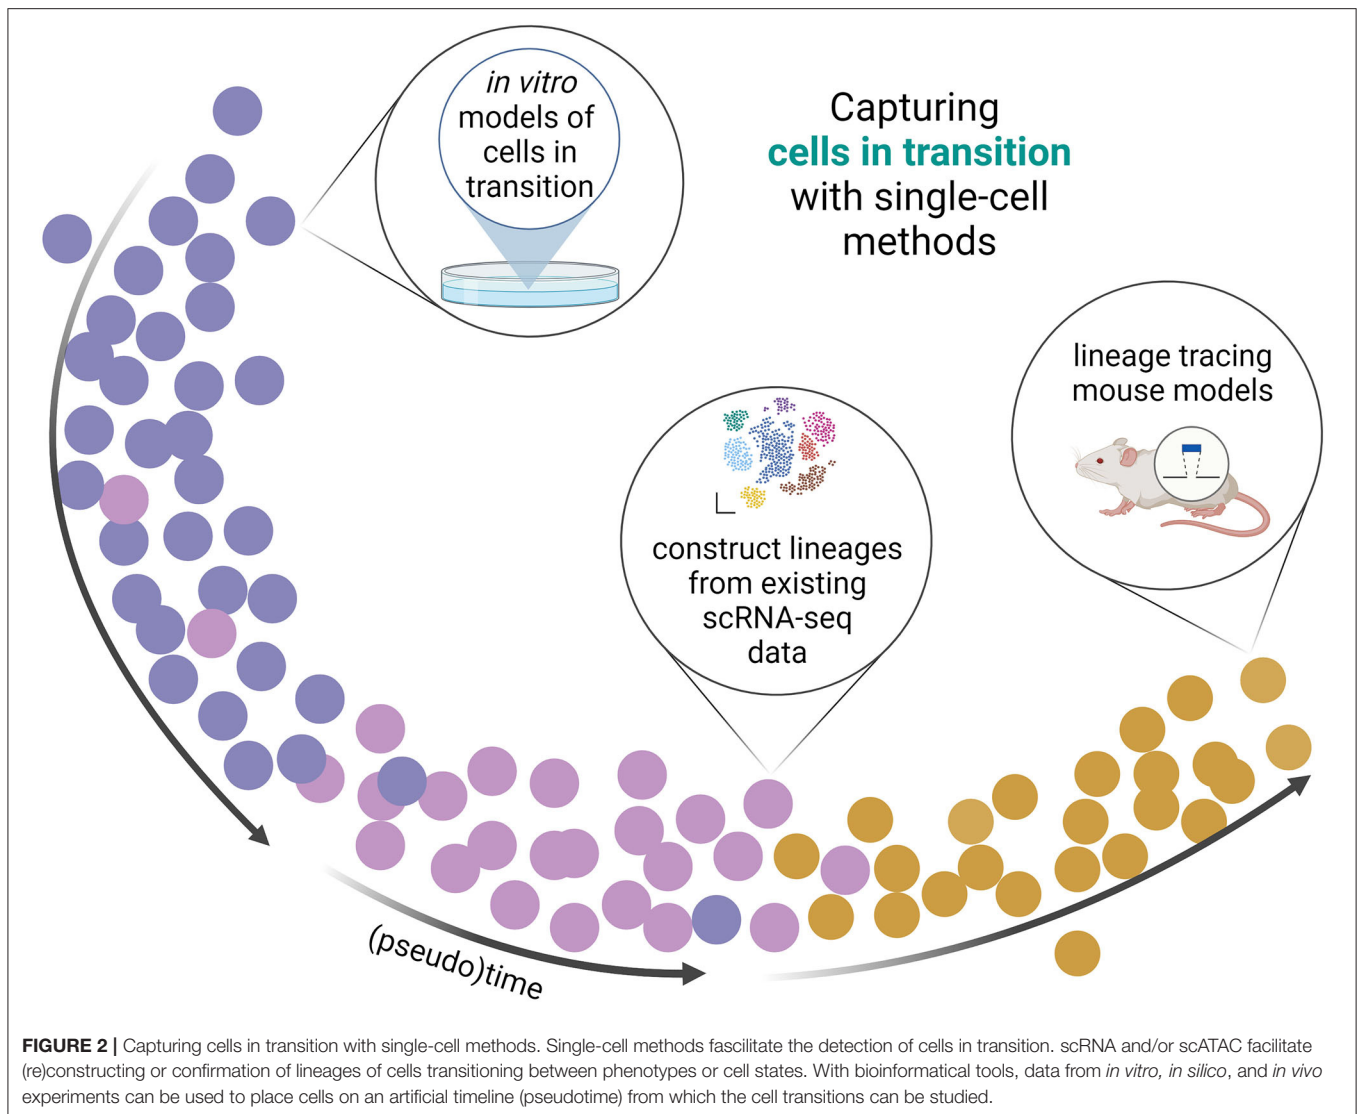 in vitro
models of
cells in
transition
Capturing
cells in transition
with single-cell
methods
lineage tracing
mouse models
construct lineages
from existing
scRNA-seq
data
(pseudo)time
FIGURE 2 | Capturing cells in transition with single-cell methods. Single-cell methods fascilitate the detection of cells in transition. scRNA and/or scATAC facilitate
(re)constructing or confirmation of lineages of cells transitioning between phenotypes or cell states. With bioinformatical tools, data from in vitro, in silico, and in vivo
experiments can be used to place cells on an artificial timeline (pseudotime) from which the cell transitions can be studied.